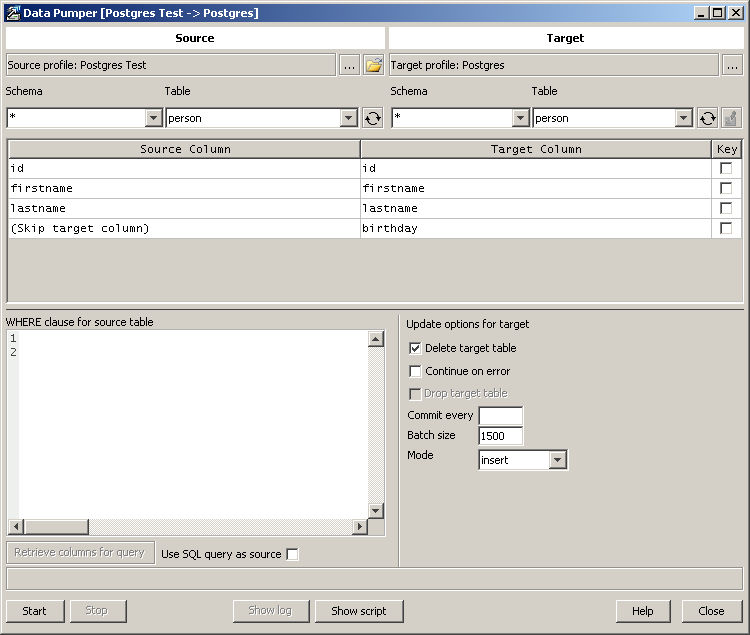 Data Pumper [Postgres Test -> Postgres]
Source Target
Source profile: Postgres Test ... Target profile: Postgres ...
Schema Table Schema Table
* person * person
Source Column Target Column Key
id id
firstname firstname
lastname lastname
(Skip target column) birthday
WHERE clause for source table
1
2
Update options for target
Delete target table
Continue on error
Drop target table
Commit every
Batch size 1500
Mode insert
Retrieve columns for query Use SQL query as source
Start Stop Show log Show script Help Close